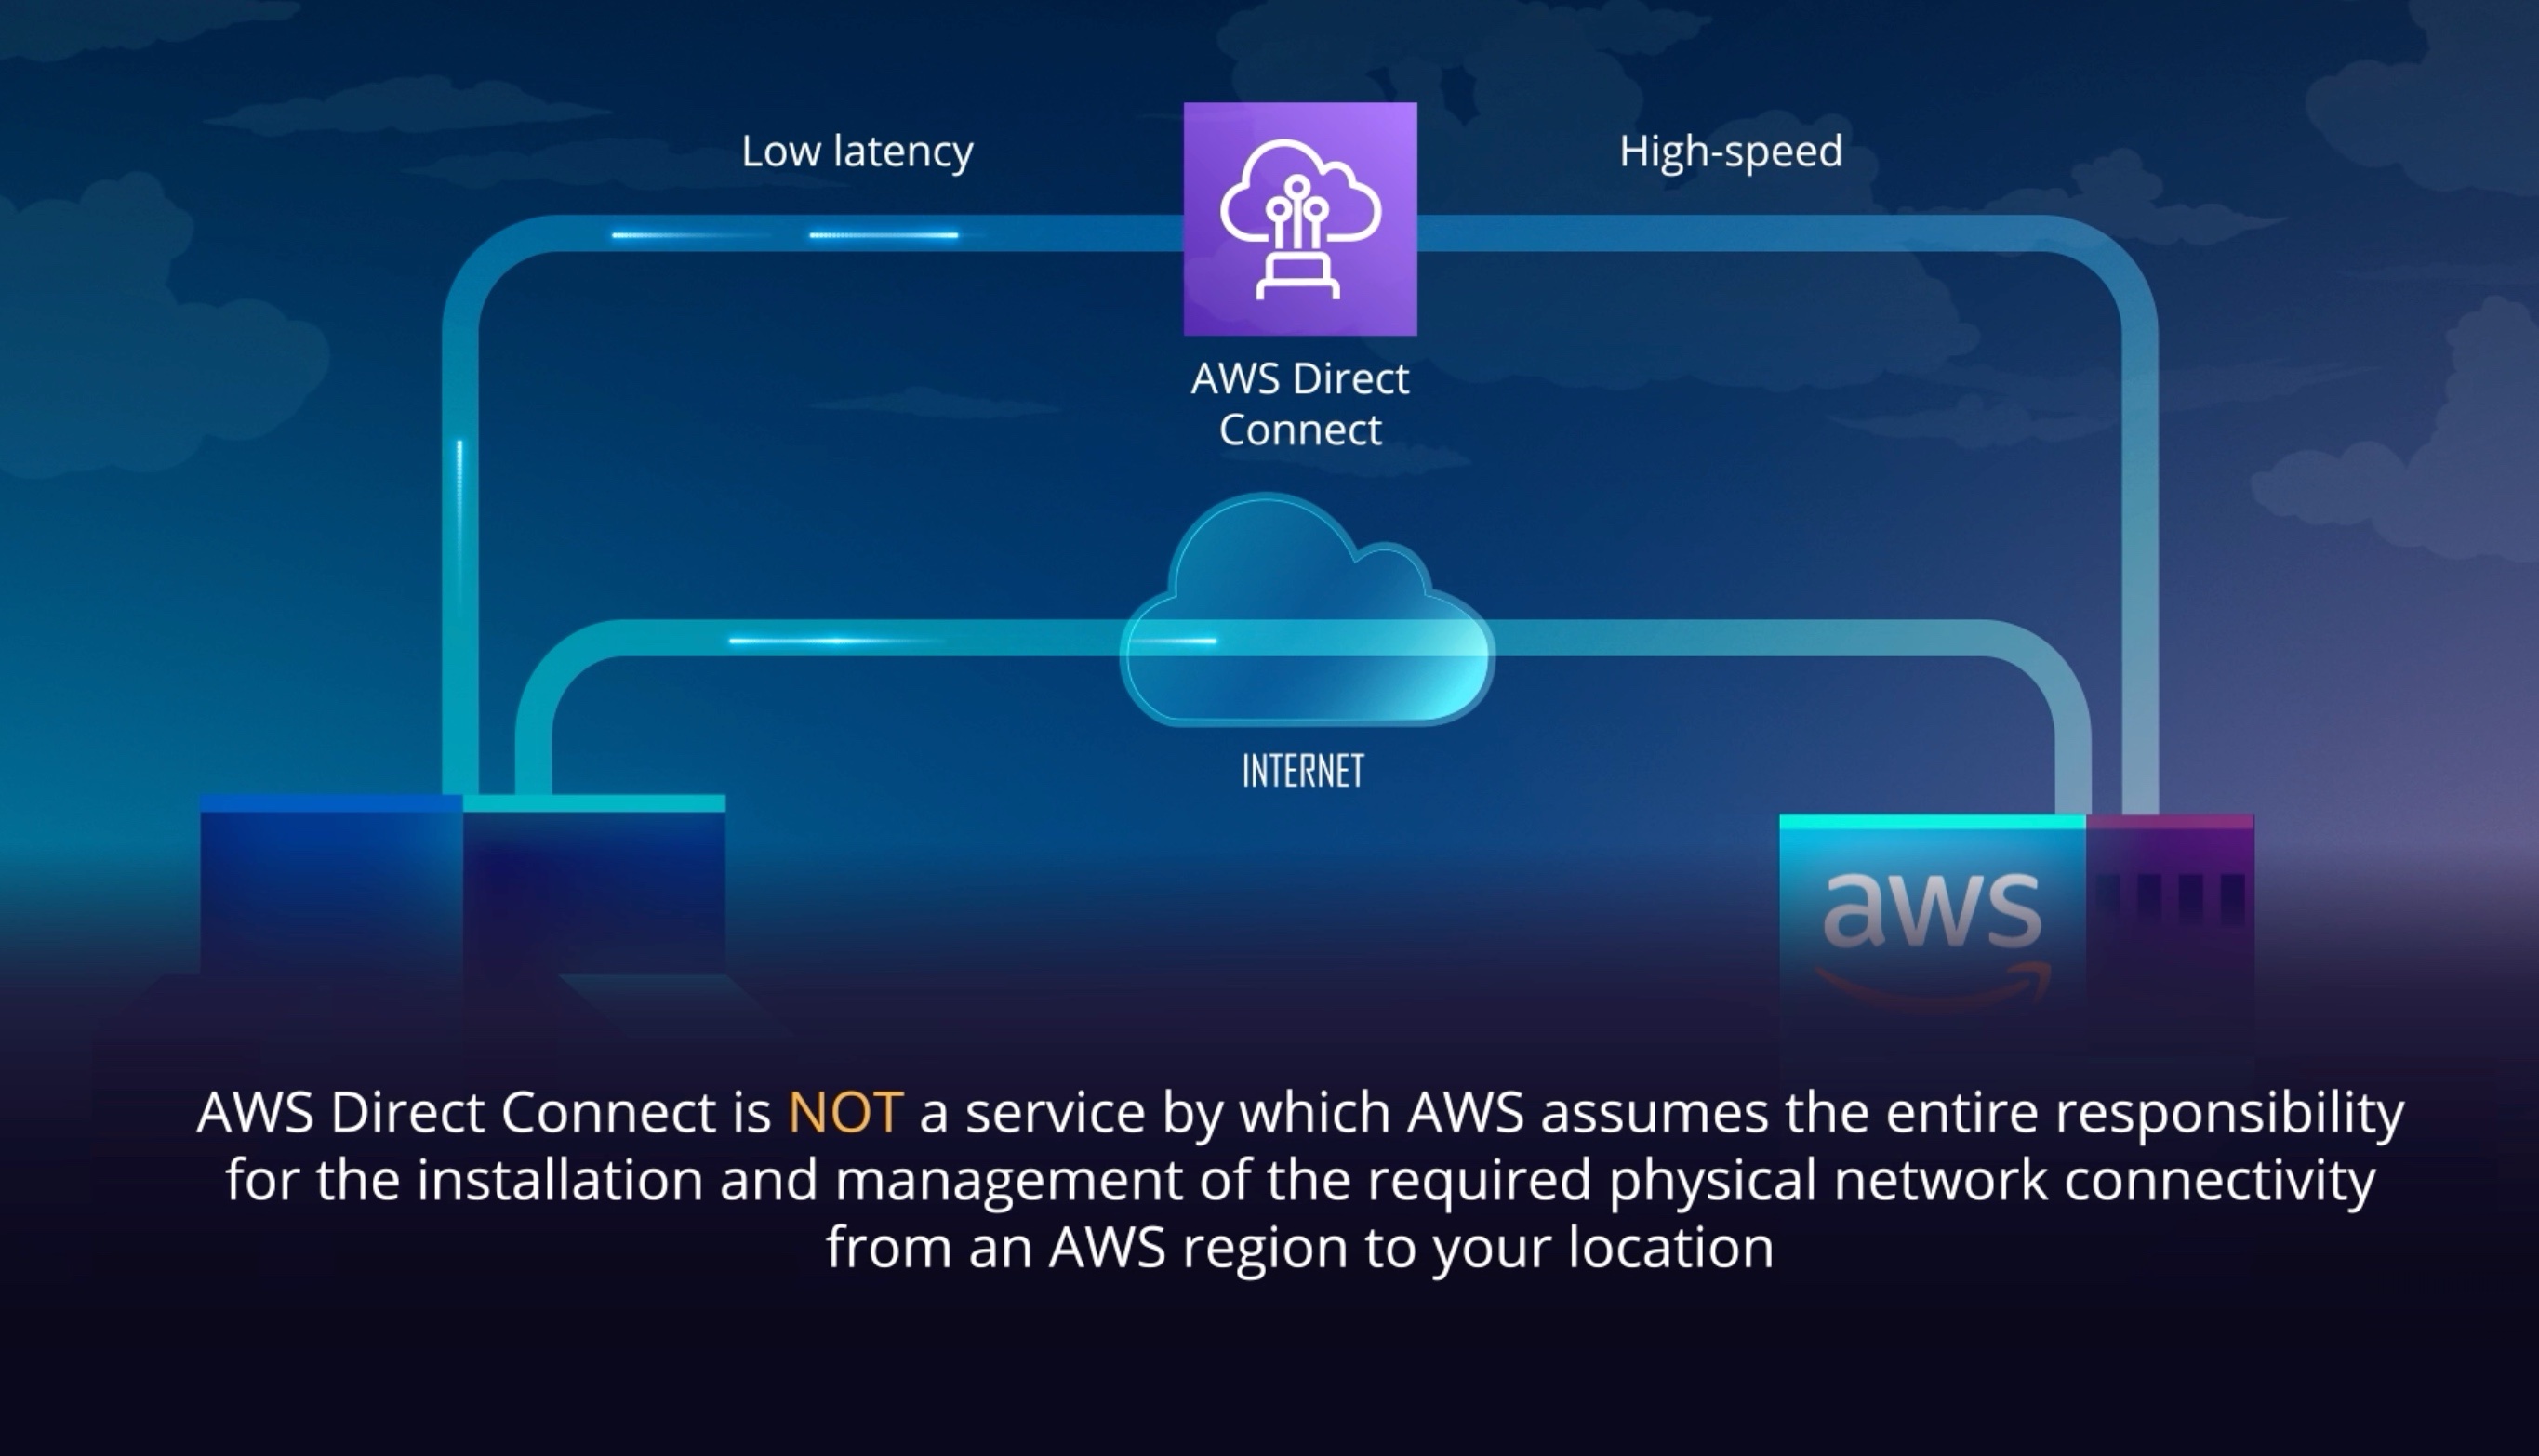 Low latency
High-speed
AWS Direct
Connect
INTERNET
aws
AWS Direct Connect is NOT a service by which AWS assumes the entire responsibility
for the installation and management of the required physical network connectivity
from an AWS region to your location